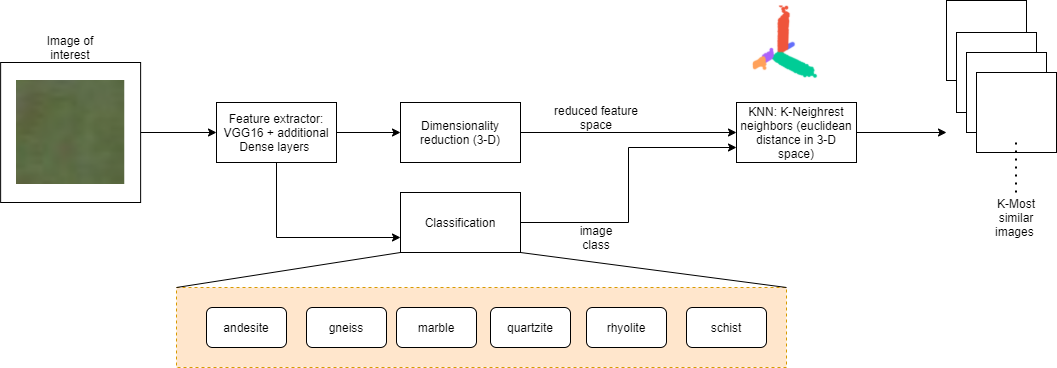 Image of
interest
Feature extractor:
VGG16 + additional
Dense layers
Dimensionality
reduction (3-D)
reduced feature
space
KNN: K-Neighrest
neighbors (euclidean
distance in 3-D
space)
Classification
image
class
K-Most
similar
images
andesite
gneiss
marble
quartzite
rhyolite
schist